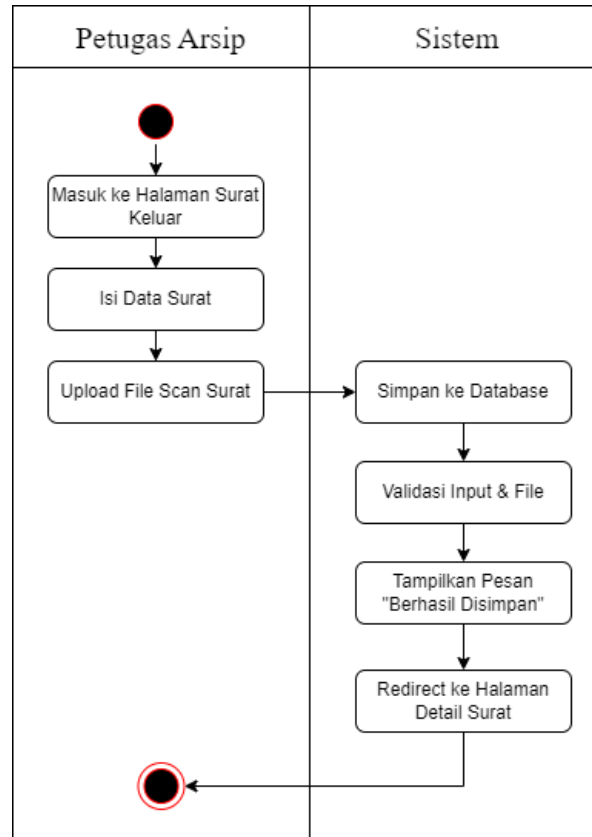 Petugas Arsip
Sistem
Masuk ke Halaman Surat
Keluar
Isi Data Surat
Upload File Scan Surat
Simpan ke Database
Validasi Input & File
Tampilkan Pesan
"Berhasil Disimpan"
Redirect ke Halaman
Detail Surat